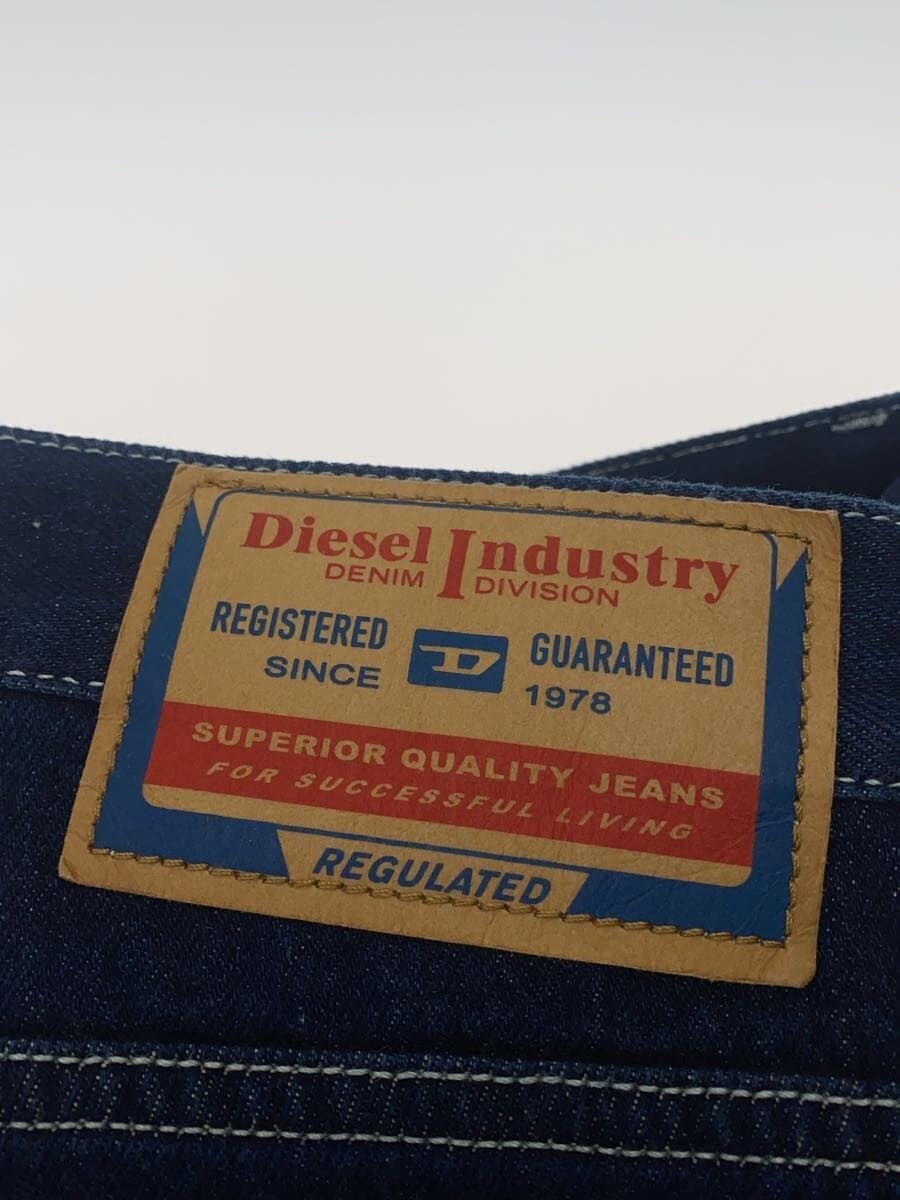 Diesel Industry
DENIM DIVISION
REGISTERED D GUARANTEED
SINCE 1978
SUPERIOR QUALITY JEANS
FOR SUCCESSFUL LIVING
REGULATED